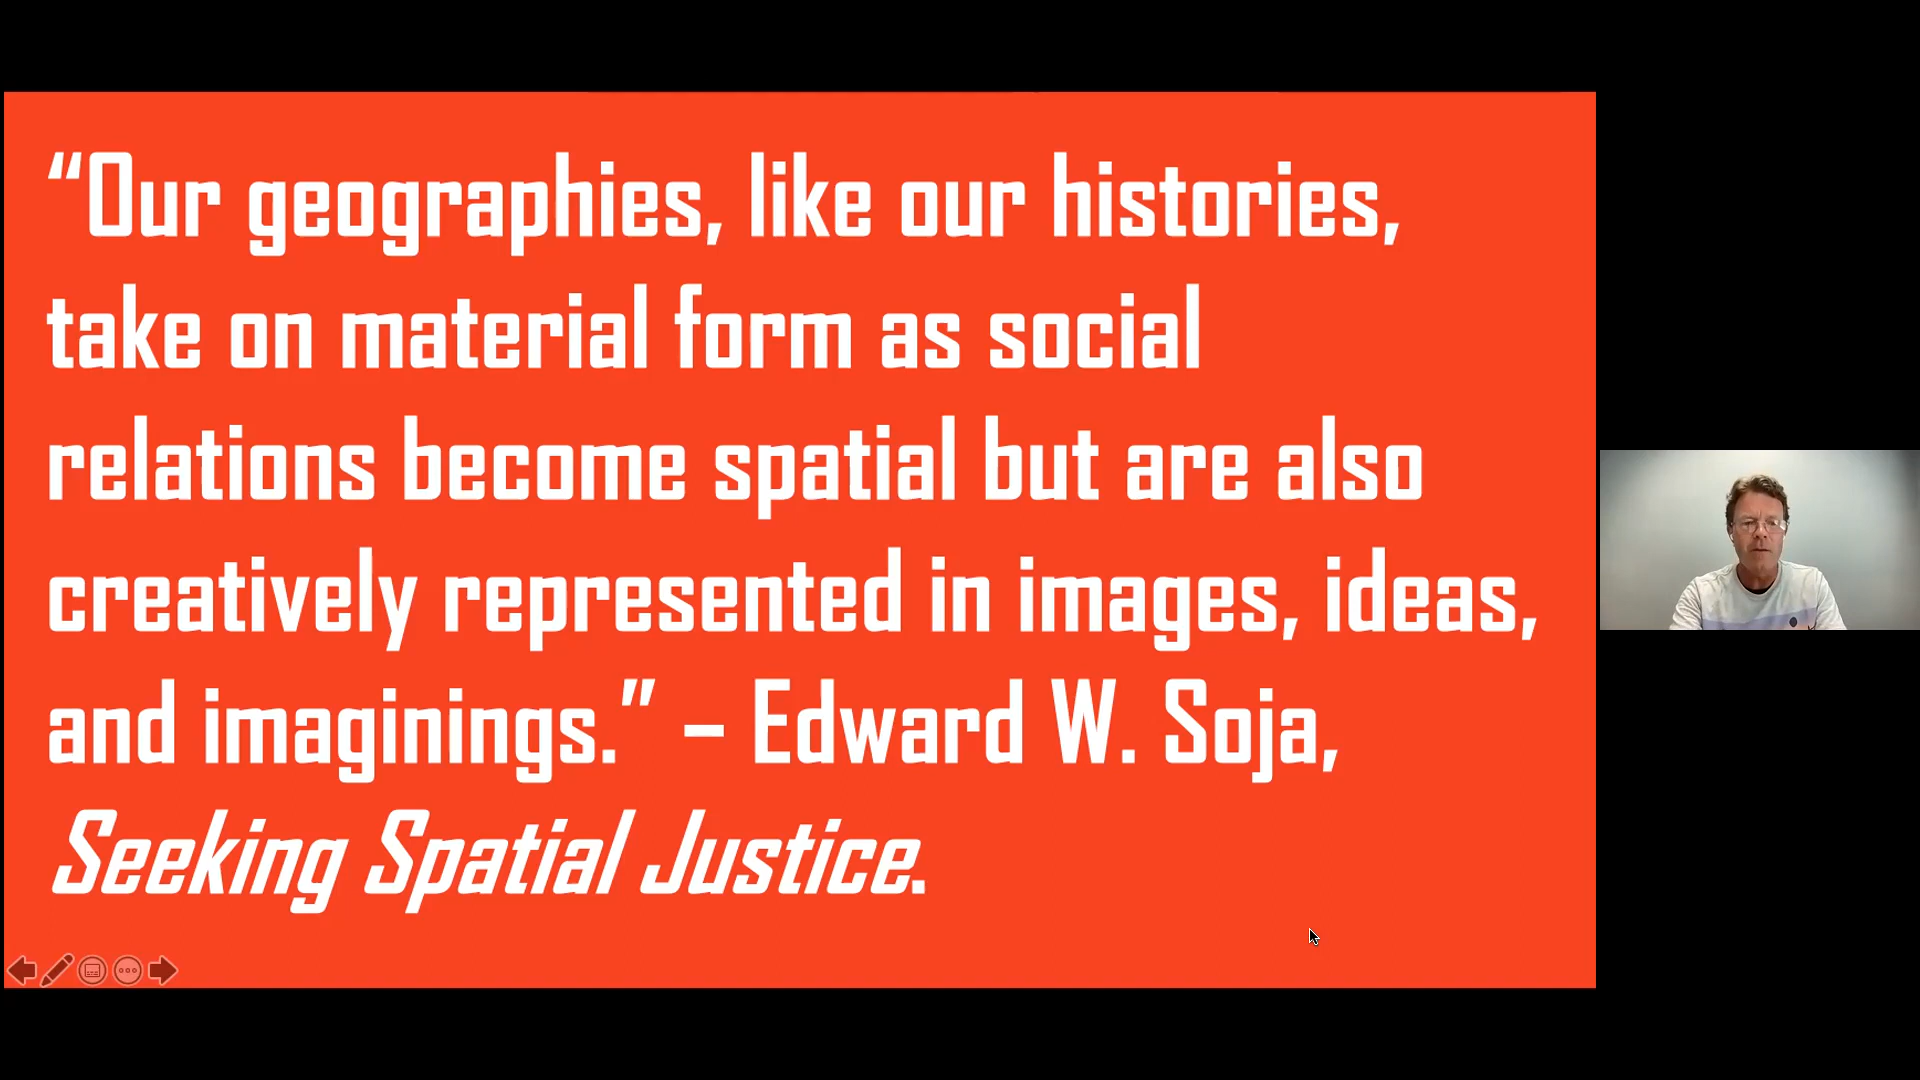 “Our geographies, like our histories,
take on material form as social
relations become spatial but are also
creatively represented in images, ideas,
and imaginings.” – Edward W. Soja,
Seeking Spatial Justice.